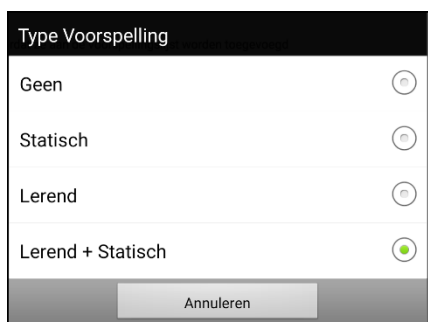 Type Voorspelling
Geen
Statisch
Lerend
Lerend + Statisch
Annuleren